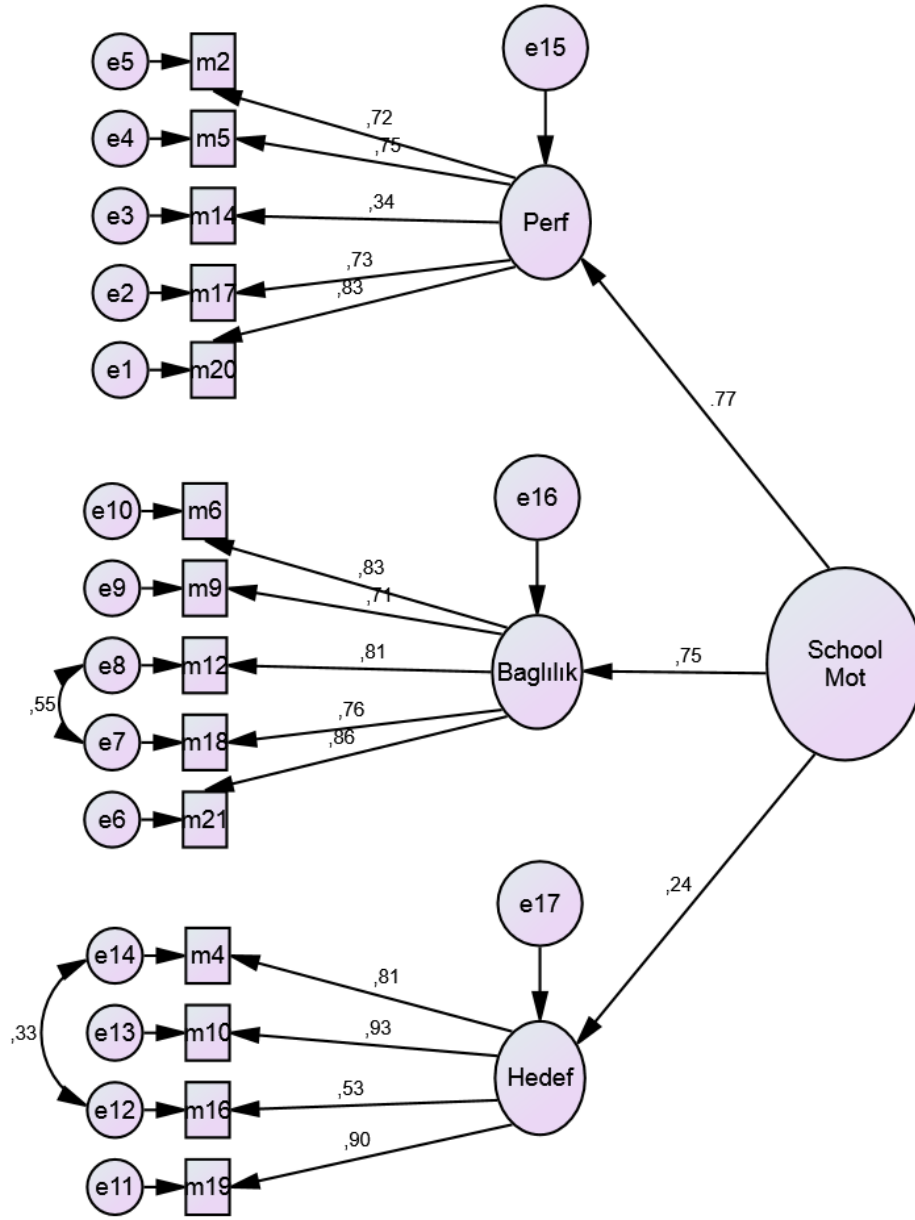 e15
e5
m2
,72
e4
m5
,75
e3
m14
,34
Perf
e2
m17
,73
,83
e1
m20
.77
e10
m6
e16
,83
e9
m9
,71
e8
m12
,81
Baglılık
,75
School
Mot
,55
e7
m18
,76
,86
e6
m21
,24
e17
e14
m4
,81
,33
e13
m10
,93
Hedef
e12
m16
,53
e11
m19
,90